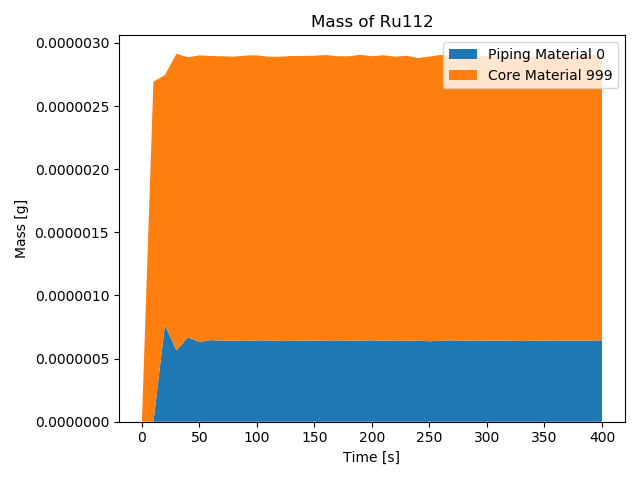 Mass of Ru112
Piping Material 0
Core Material 999
Mass [g]
0.0000030
0.0000025
0.0000020
0.0000015
0.0000010
0.0000005
0.0000000
0 50 100 150 200 250 300 350 400
Time [s]